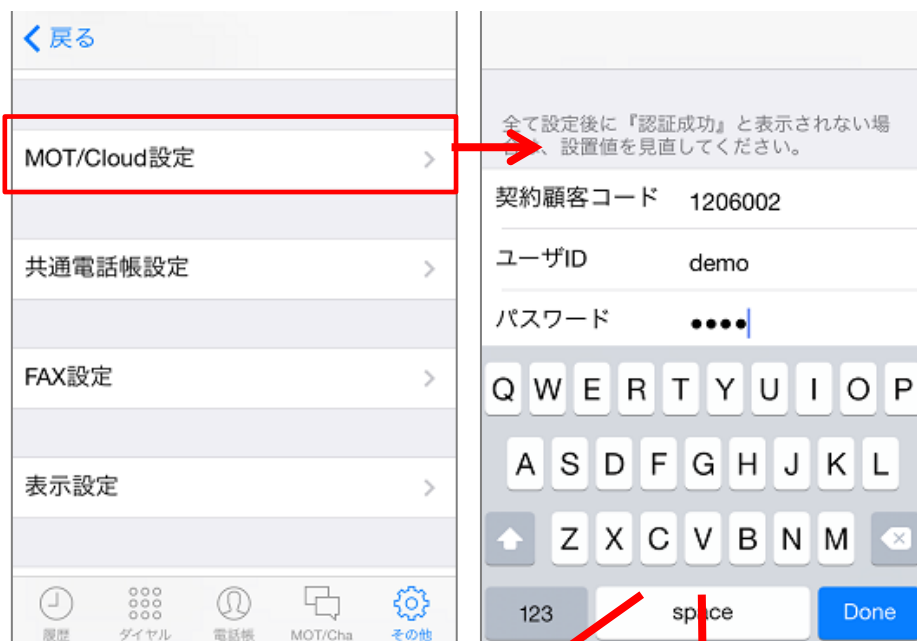 戻る
MOT/Cloud設定
共通電話帳設定
FAX設定
表示設定
履歴
ダイヤル
電話帳
MOT/Cha
その他
全て設定後に『認証成功』と表示されない場
、設置値を見直してください。
契約顧客コード 1206002
ユーザID demo
パスワード ••••
Q W E R T Y U I O P
A S D F G H J K L
Z X C V B N M
123 space Done